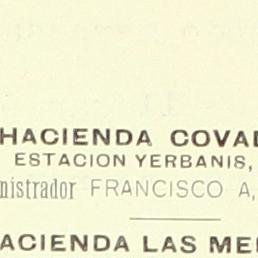 HACIENDA COVAD
ESTACION YERBANIS,
nistrador FRANCISCO A,
ACIENDA LAS ME